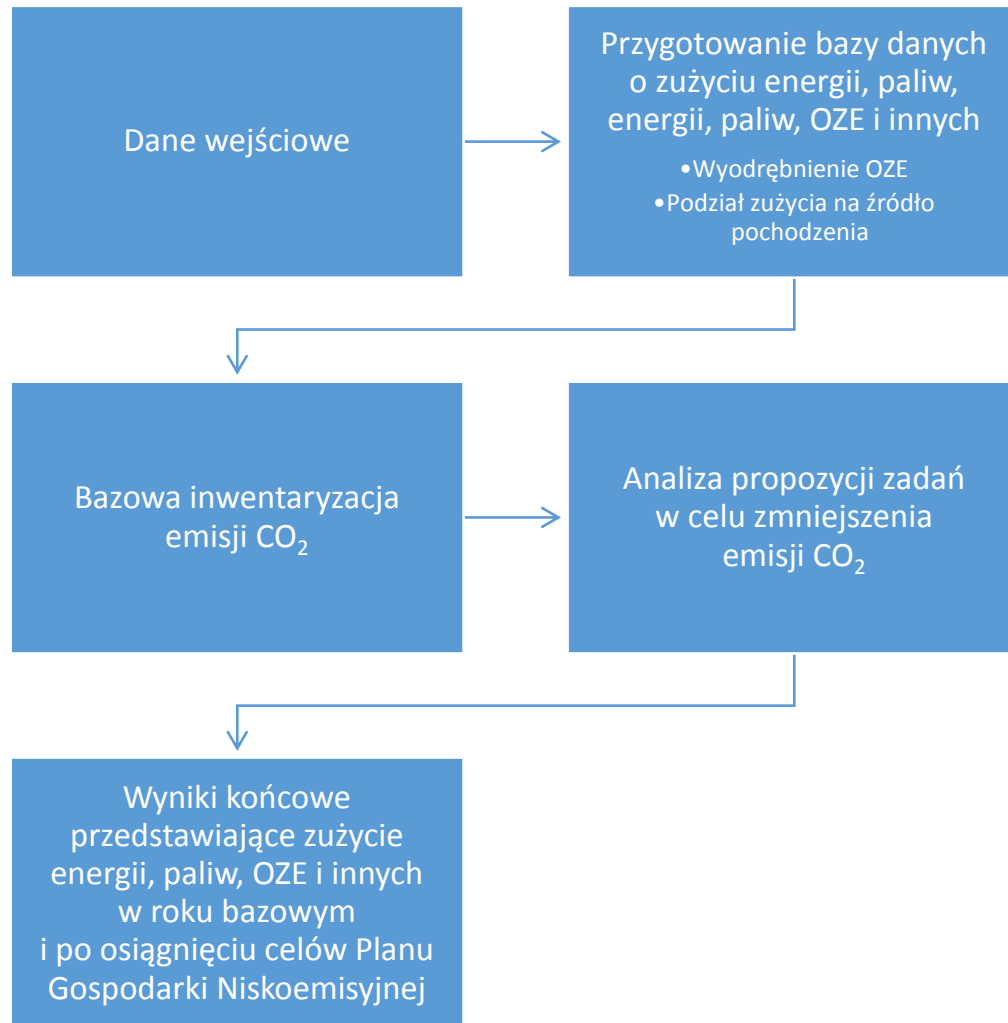 Dane wejściowe
Przygotowanie bazy danych
o zużyciu energii, paliw,
energii, paliw, OZE i innych
•Wyodrębnienie OZE
•Podział zużycia na źródło
pochodzenia
Bazowa inwentaryzacja
emisji CO₂
Analiza propozycji zadań
w celu zmniejszenia
emisji CO₂
Wyniki końcowe
przedstawiające zużycie
energii, paliw, OZE i innych
w roku bazowym
i po osiągnięciu celów Planu
Gospodarki Niskoemisyjnej